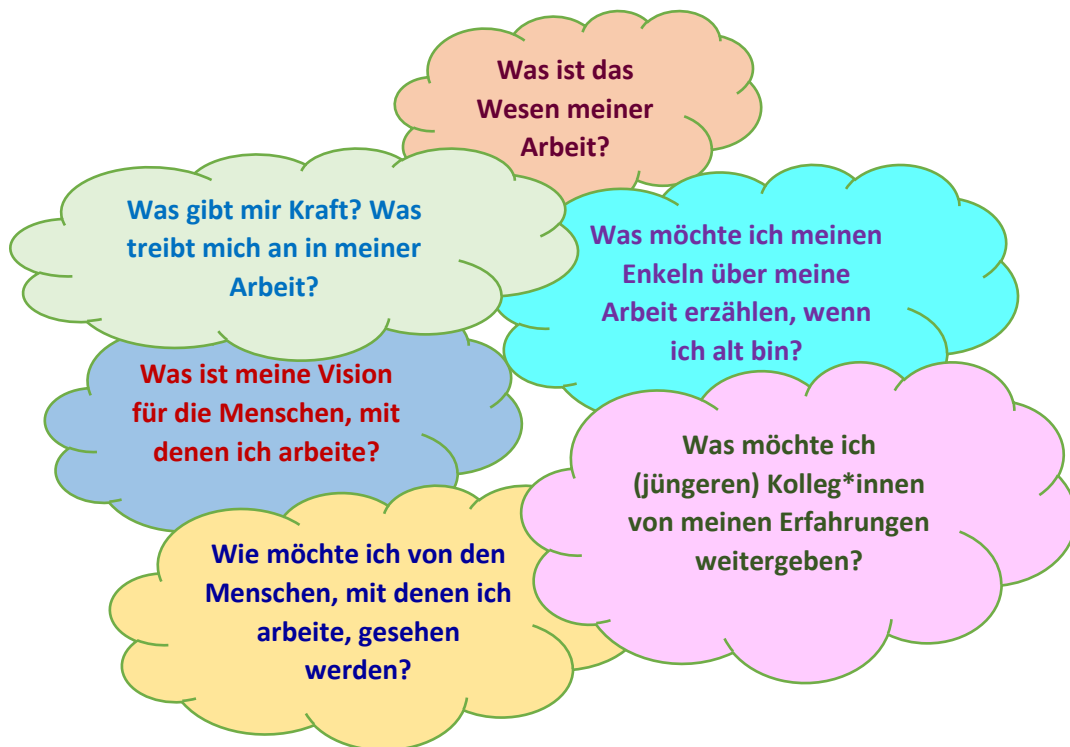 Was ist das
Wesen meiner
Arbeit?
Was gibt mir Kraft? Was
treibt mich an in meiner
Arbeit?
Was möchte ich meinen
Enkeln über meine
Arbeit erzählen, wenn
ich alt bin?
Was ist meine Vision
für die Menschen, mit
denen ich arbeite?
Was möchte ich
(jüngeren) Kolleg*innen
von meinen Erfahrungen
weitergeben?
Wie möchte ich von den
Menschen, mit denen ich
arbeite, gesehen
werden?